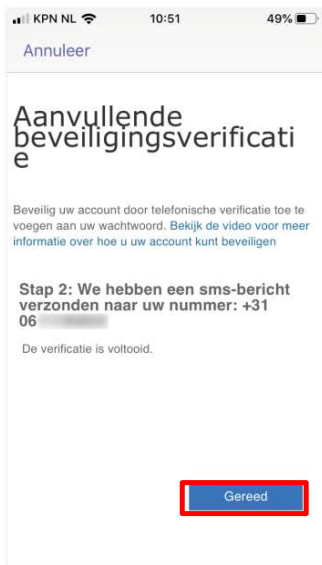 KPN NL 10:51 49%
Annuleer
Aanvullende
beveiligingsverificati
e
Beveilig uw account door telefonische verificatie toe te
voegen aan uw wachtwoord. Bekijk de video voor meer
informatie over hoe u uw account kunt beveiligen
Stap 2: We hebben een sms-bericht
verzonden naar uw nummer: +31
06
De verificatie is voltooid.
Gereed